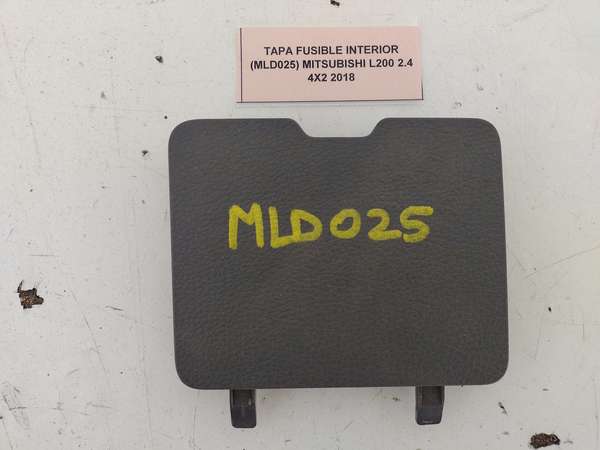 TAPA FUSIBLE INTERIOR
(MLD025) MITSUBISHI L200 2.4
4X2 2018
MLD025